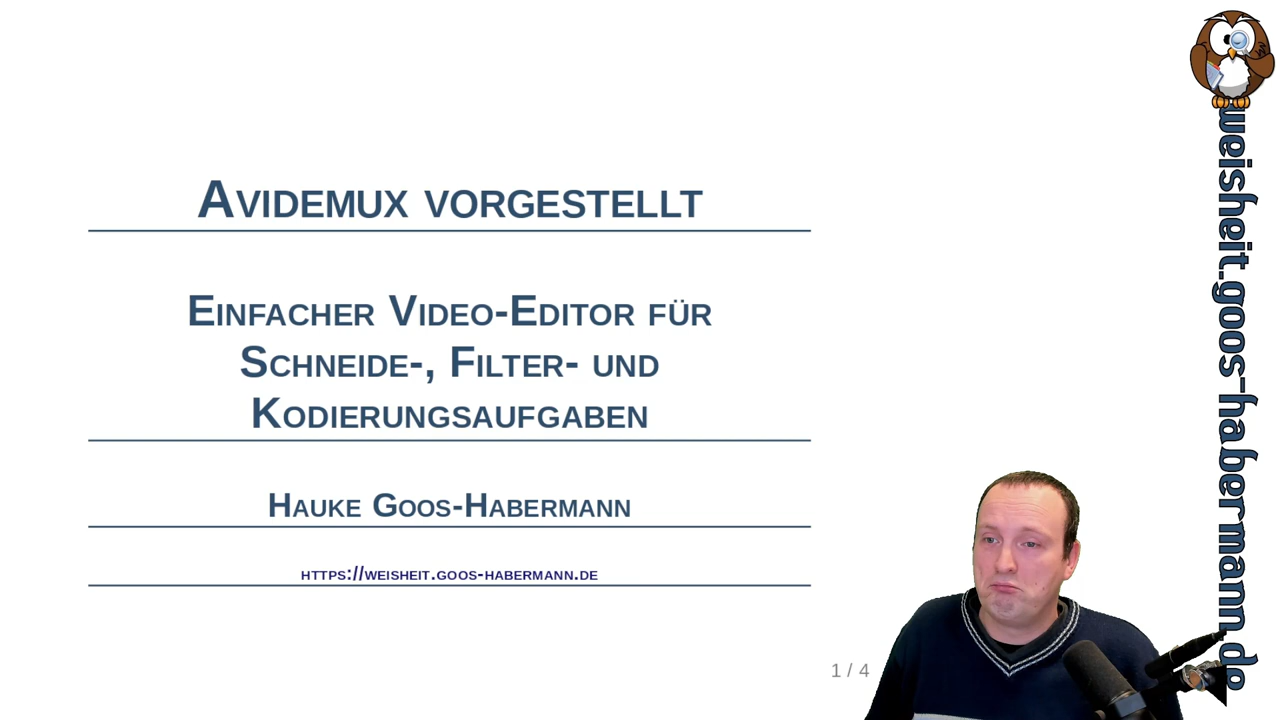 Avidemux vorgestellt
Einfacher Video-Editor für
Schneide-, Filter- und
Kodierungsaufgaben
Hauke Goos-Habermann
https://weisheit.goos-habermann.de
1 / 4
weisheit.goos-habermann.de